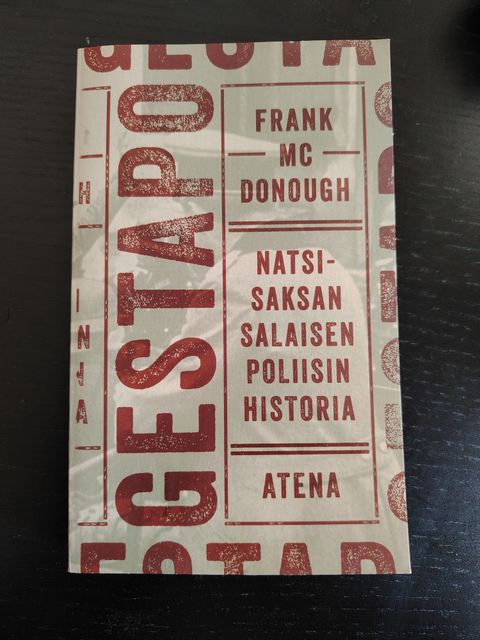 GESTAPO
FRANK
MC
DONOUGH
NATSI-
SAKSAN
SALAISEN
POLIISIN
HISTORIA
ATENA